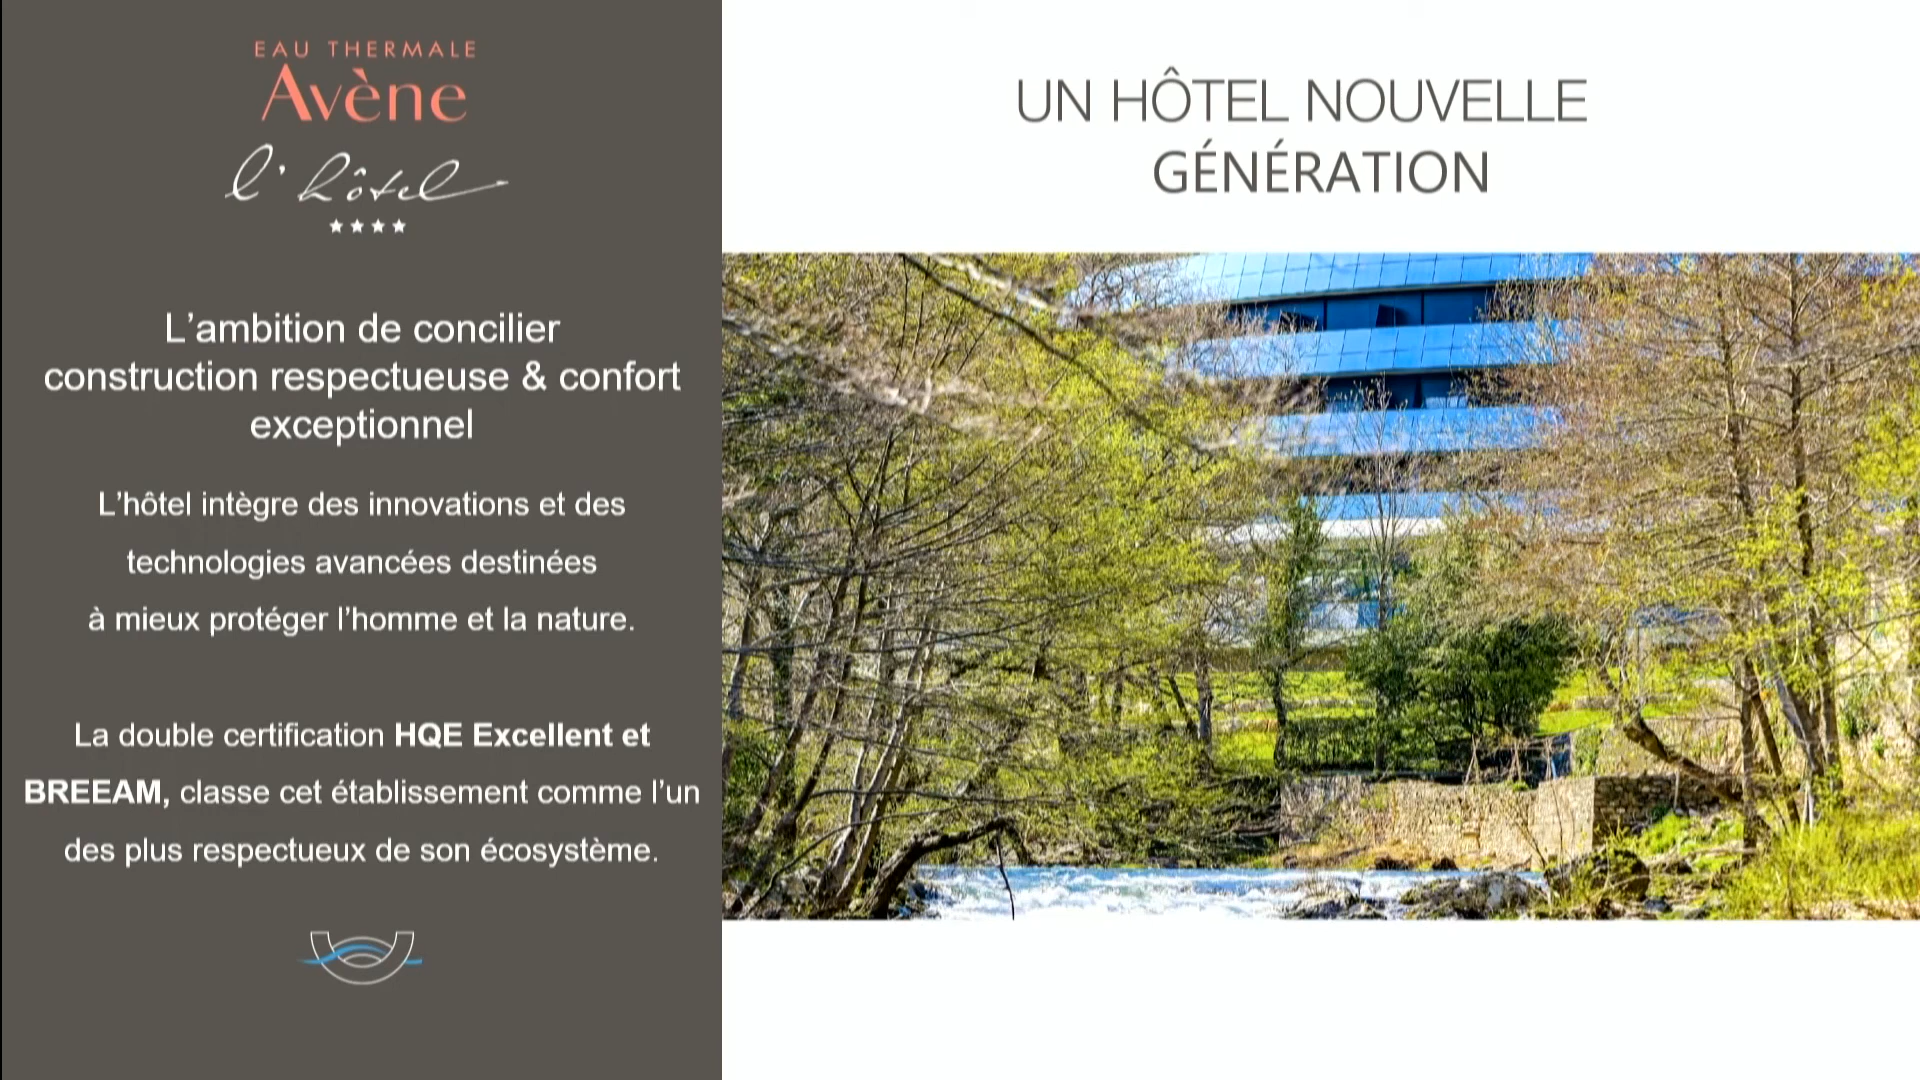 EAU THERMALE
Avène
l'hôtel
L’ambition de concilier
construction respectueuse & confort
exceptionnel
L’hôtel intègre des innovations et des
technologies avancées destinées
à mieux protéger l’homme et la nature.
La double certification HQE Excellent et
BREEAM, classe cet établissement comme l’un
des plus respectueux de son écosystème.
UN HÔTEL NOUVELLE
GÉNÉRATION